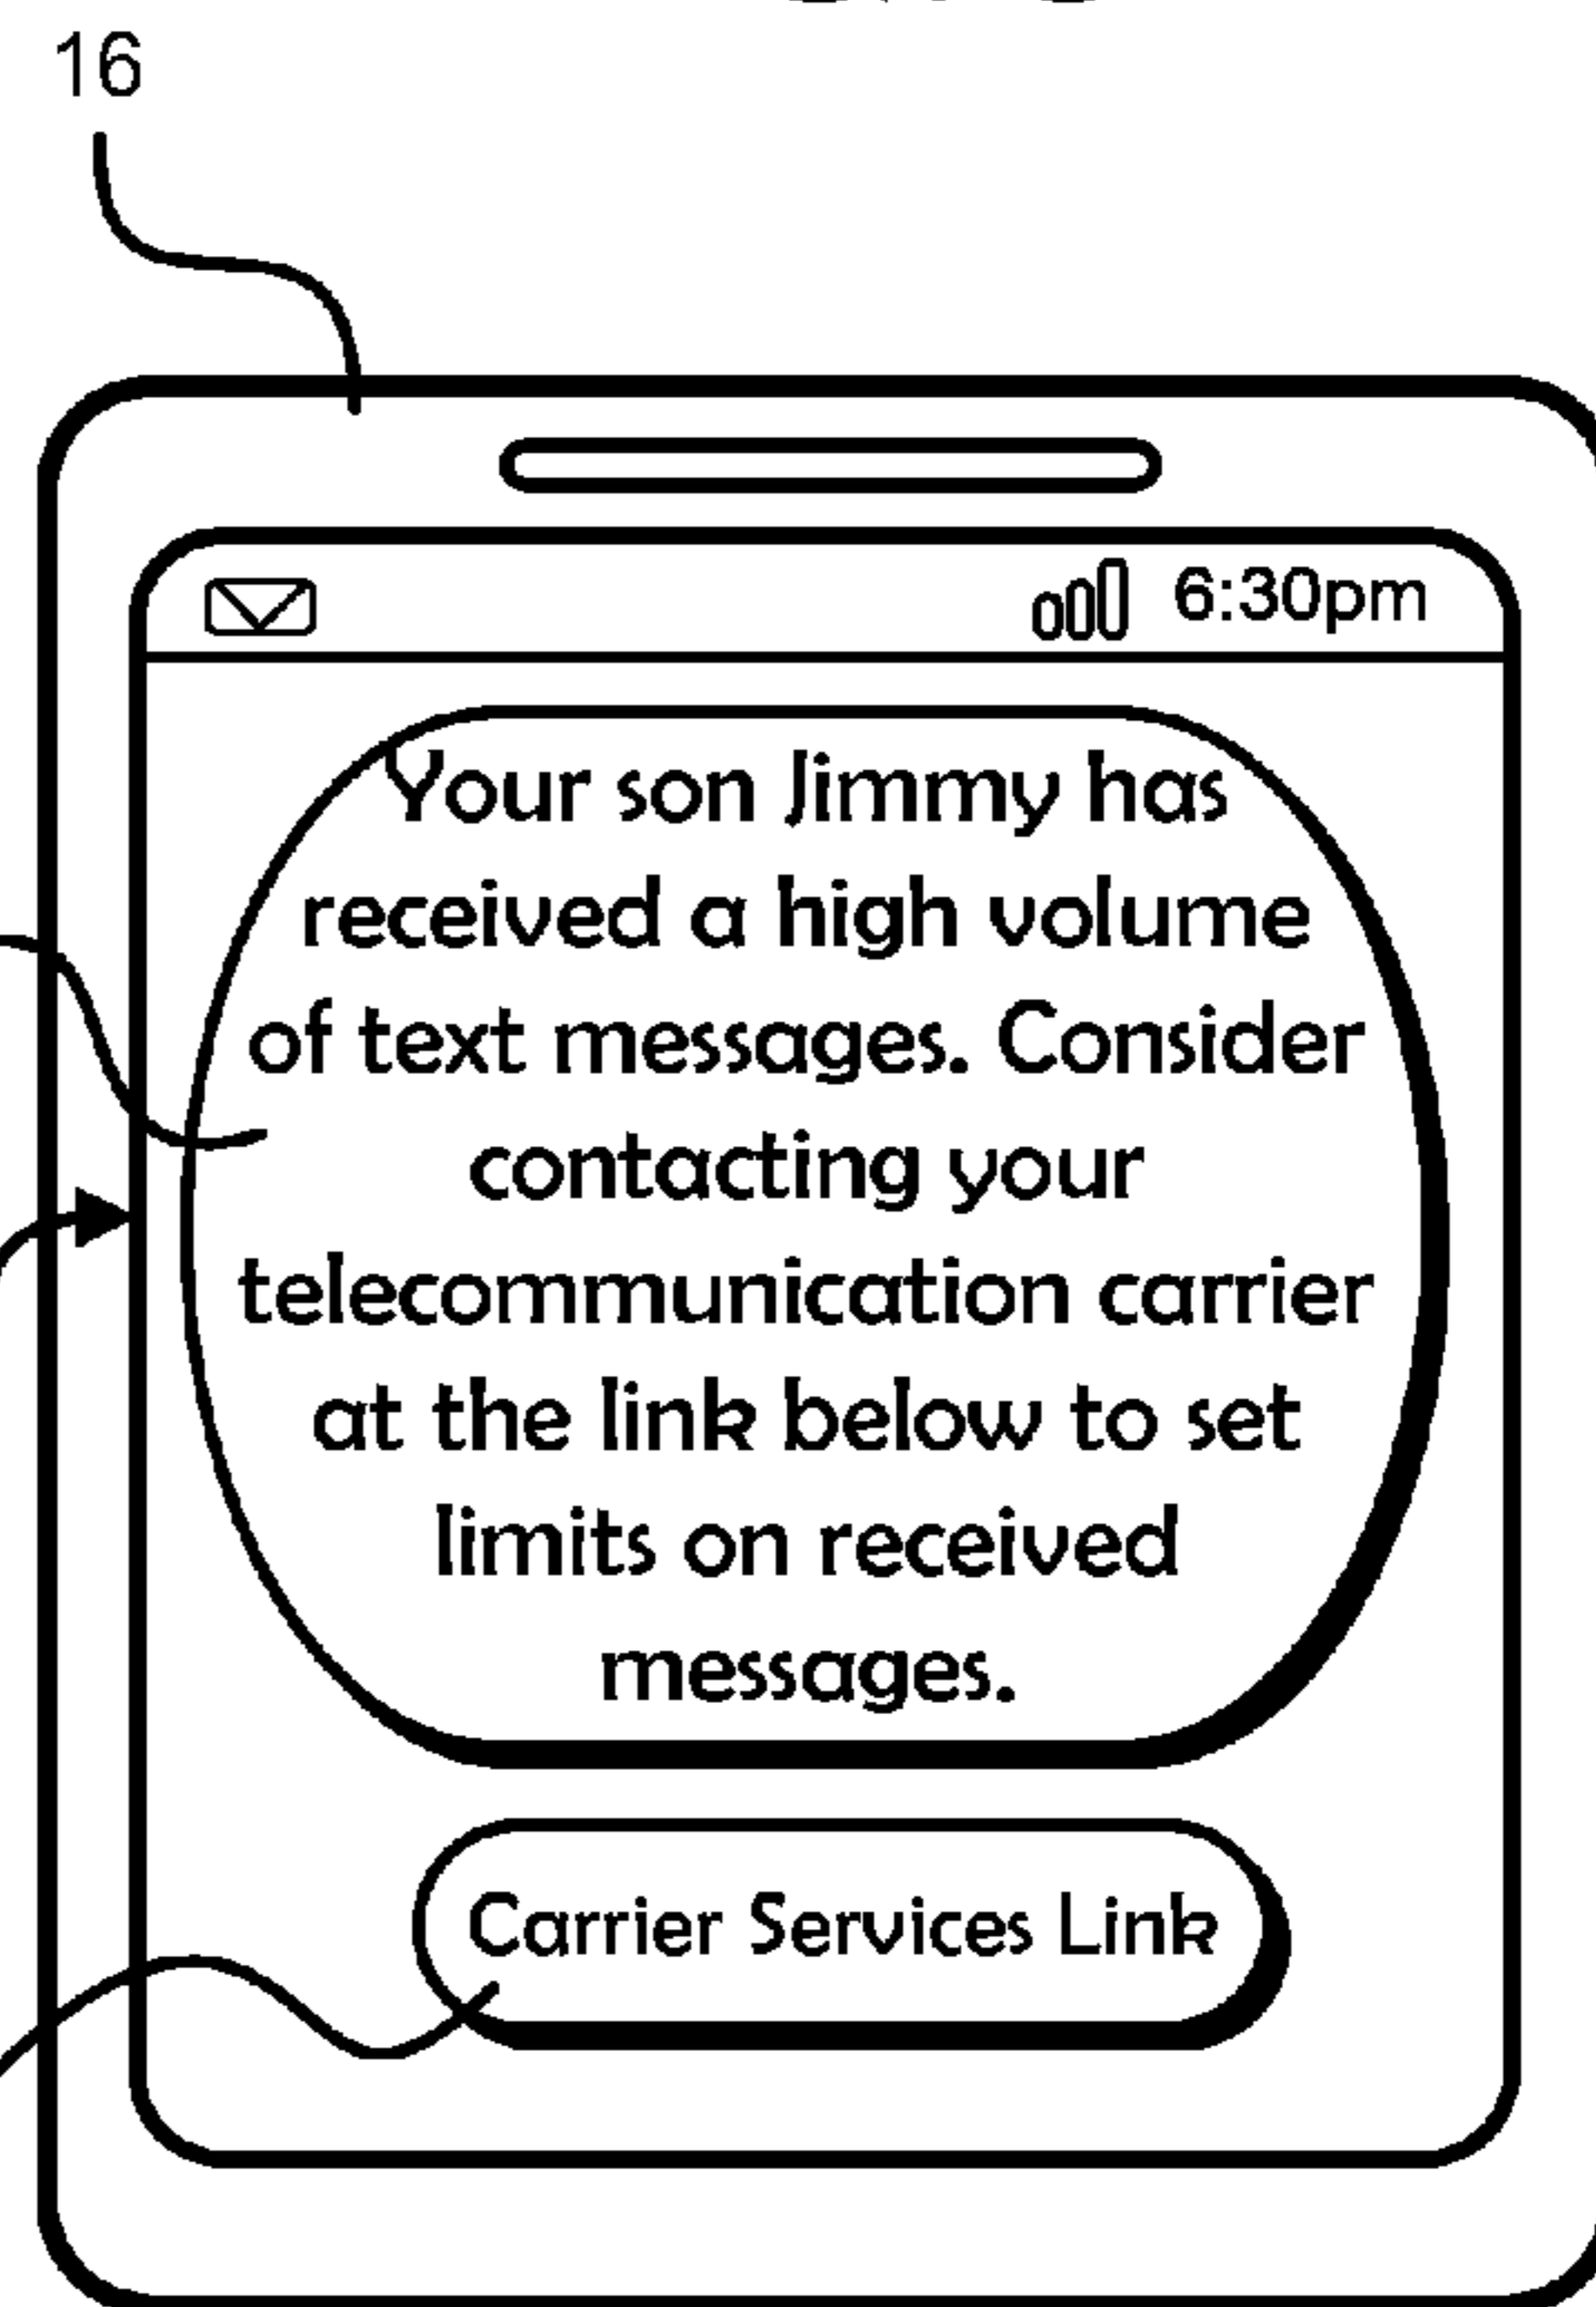 16
6:30pm
Your son Jimmy has
received a high volume
of text messages. Consider
contacting your
telecommunication carrier
at the link below to set
limits on received
messages.
Carrier Services Link